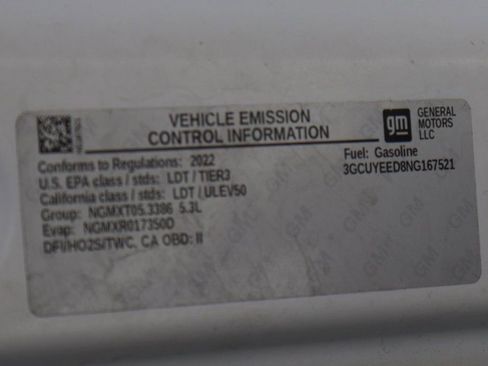 VEHICLE EMISSION
CONTROL INFORMATION
gm GENERAL
MOTORS
LLC
Conforms to Regulations: 2022
U.S. EPA class / stds: LDT / TIER3
California class / stds: LDT / ULEV50
Group: NGMXT05.3386 5.3L
Evap: NGMXR017350D
DFI/HO2S/TWC, CA OBD: II
Fuel: Gasoline
3GCUYEED8NG167521